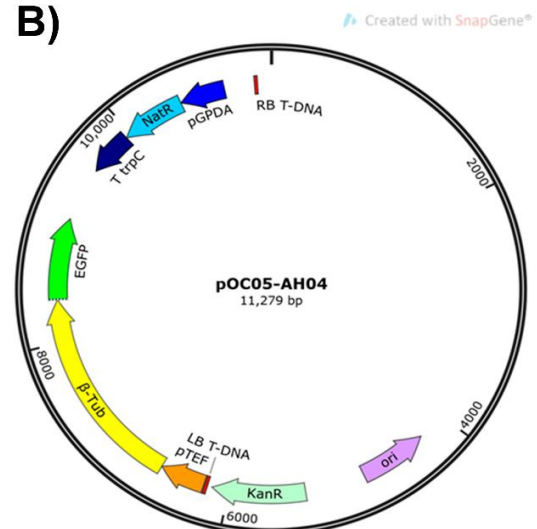 B)
Created with SnapGene®
RB T-DNA
pGPDA
NatR
T trpC
10,000
2000
EGFP
pOC05-AH04
11,279 bp
8000
β-Tub
4000
LB T-DNA
pTEF
ori
KanR
6000